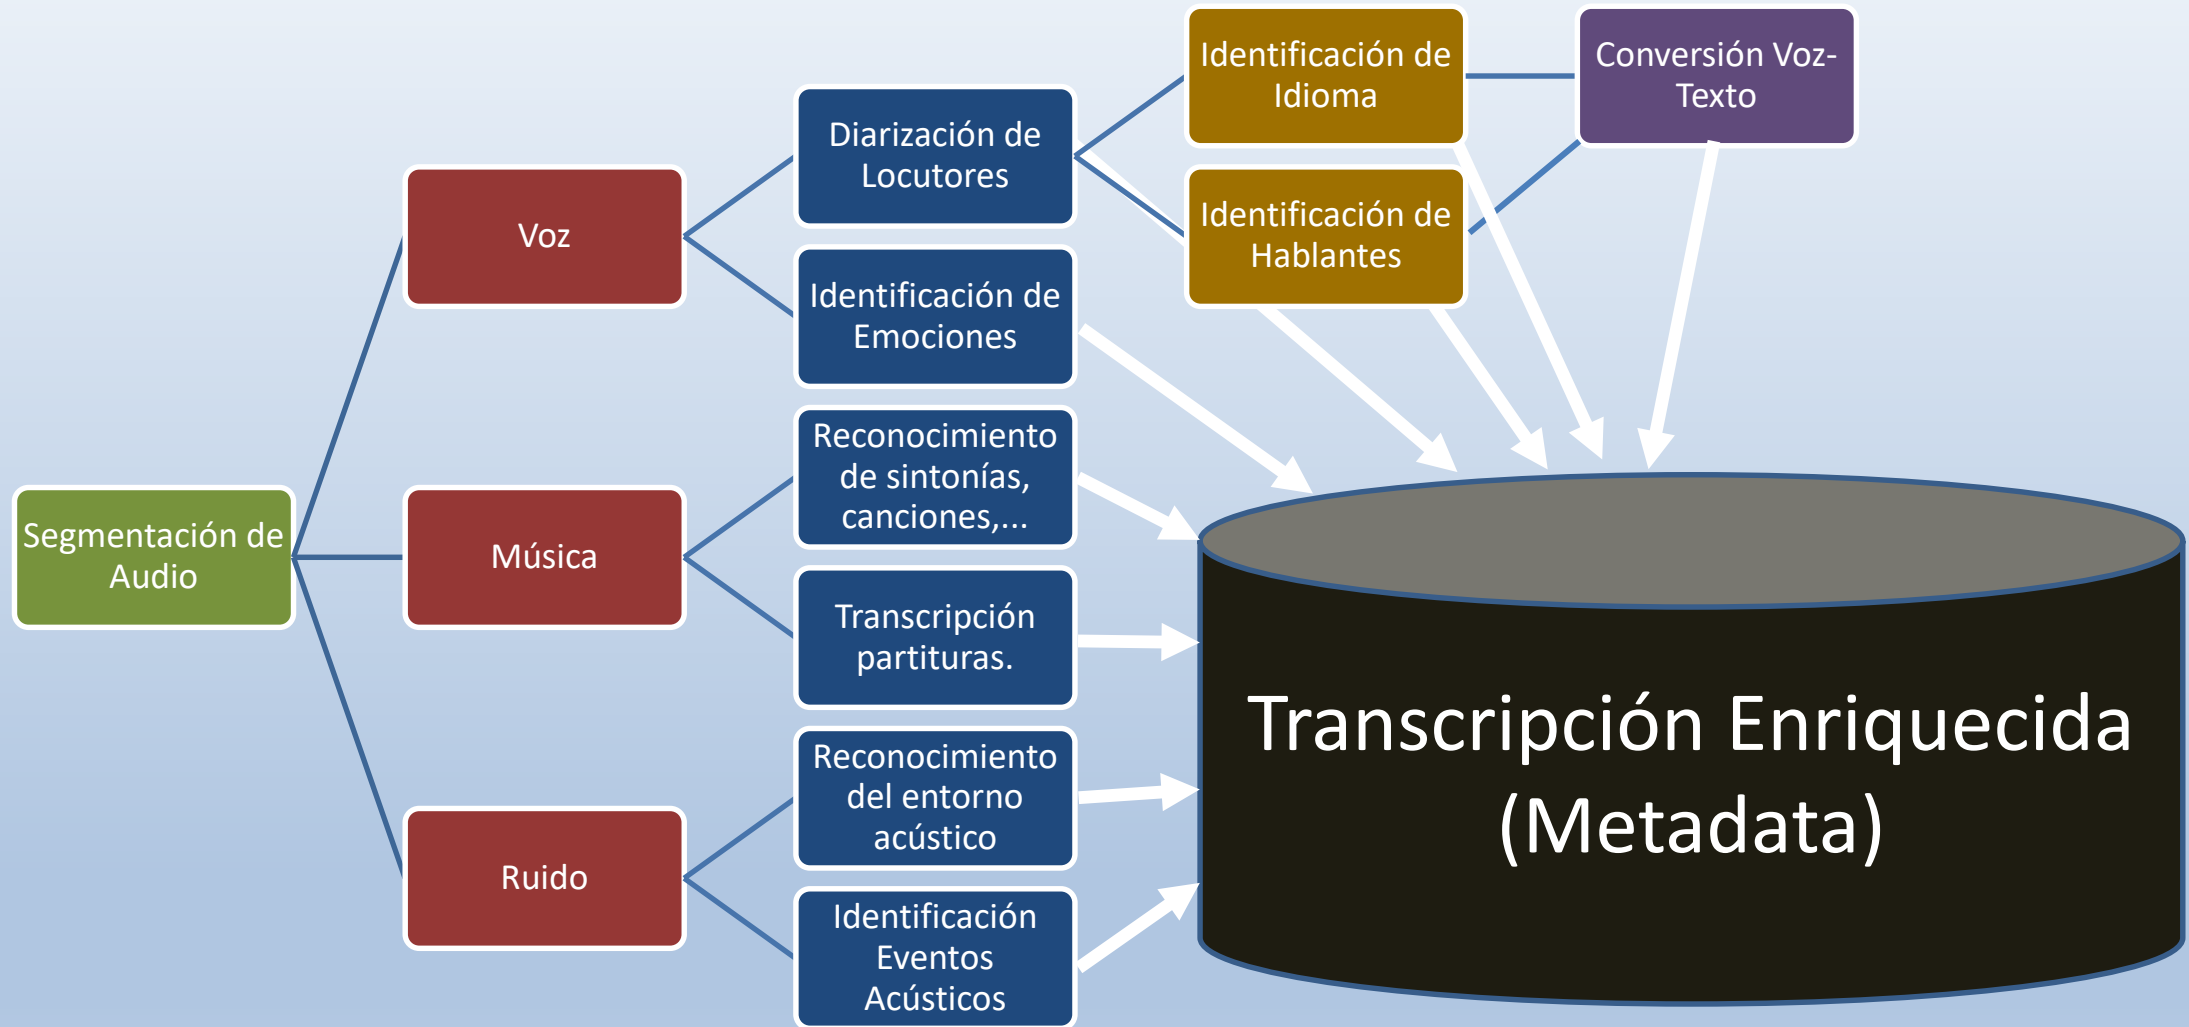 Segmentación de
Audio
Voz
Música
Ruido
Diarización de
Locutores
Identificación de
Emociones
Reconocimiento
de sintonías,
canciones,...
Transcripción
partituras.
Reconocimiento
del entorno
acústico
Identificación
Eventos
Acústicos
Identificación de
Idioma
Identificación de
Hablantes
Conversión Voz-
Texto
Transcripción Enriquecida
(Metadata)